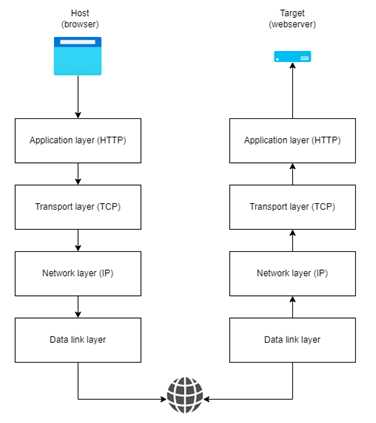 Host
(browser)
Target
(webserver)
Application layer (HTTP)
Application layer (HTTP)
Transport layer (TCP)
Transport layer (TCP)
Network layer (IP)
Network layer (IP)
Data link layer
Data link layer